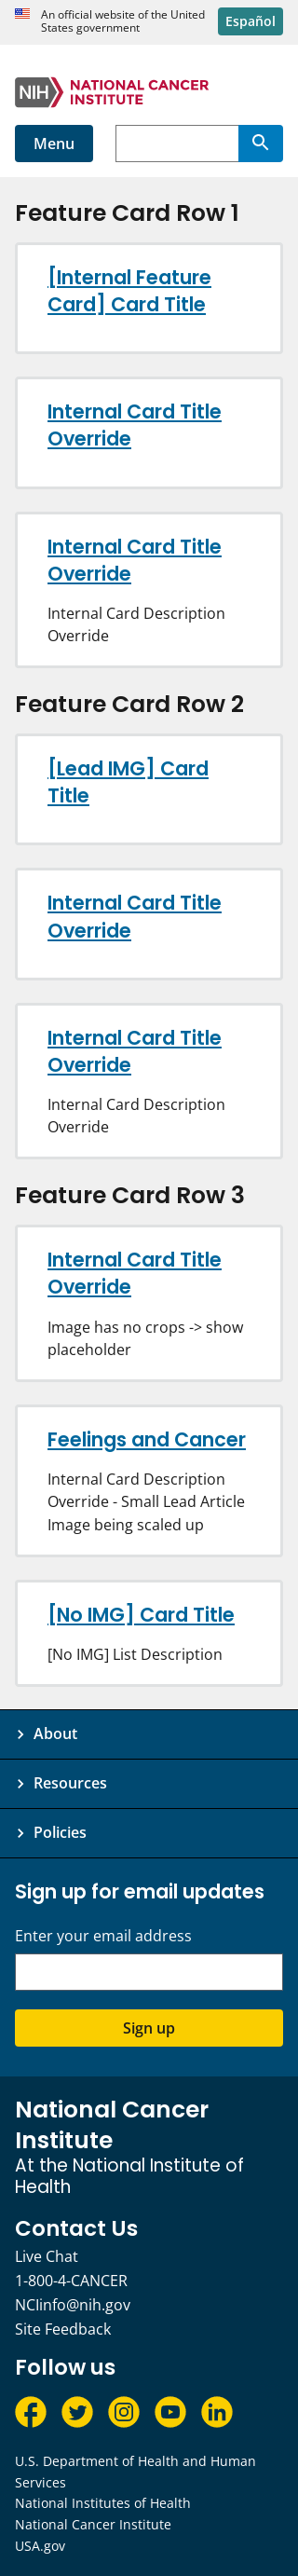 An official website of the United
States government
Español
NIH
NATIONAL CANCER
INSTITUTE
Menu
Feature Card Row 1
[Internal Feature
Card] Card Title
Internal Card Title
Override
Internal Card Title
Override
Internal Card Description
Override
Feature Card Row 2
[Lead IMG] Card
Title
Internal Card Title
Override
Internal Card Title
Override
Internal Card Description
Override
Feature Card Row 3
Internal Card Title
Override
Image has no crops -> show
placeholder
Feelings and Cancer
Internal Card Description
Override - Small Lead Article
Image being scaled up
[No IMG] Card Title
[No IMG] List Description
About
Resources
Policies
Sign up for email updates
Enter your email address
Sign up
National Cancer
Institute
At the National Institute of
Health
Contact Us
Live Chat
1-800-4-CANCER
NCIinfo@nih.gov
Site Feedback
Follow us
U.S. Department of Health and Human
Services
National Institutes of Health
National Cancer Institute
USA.gov